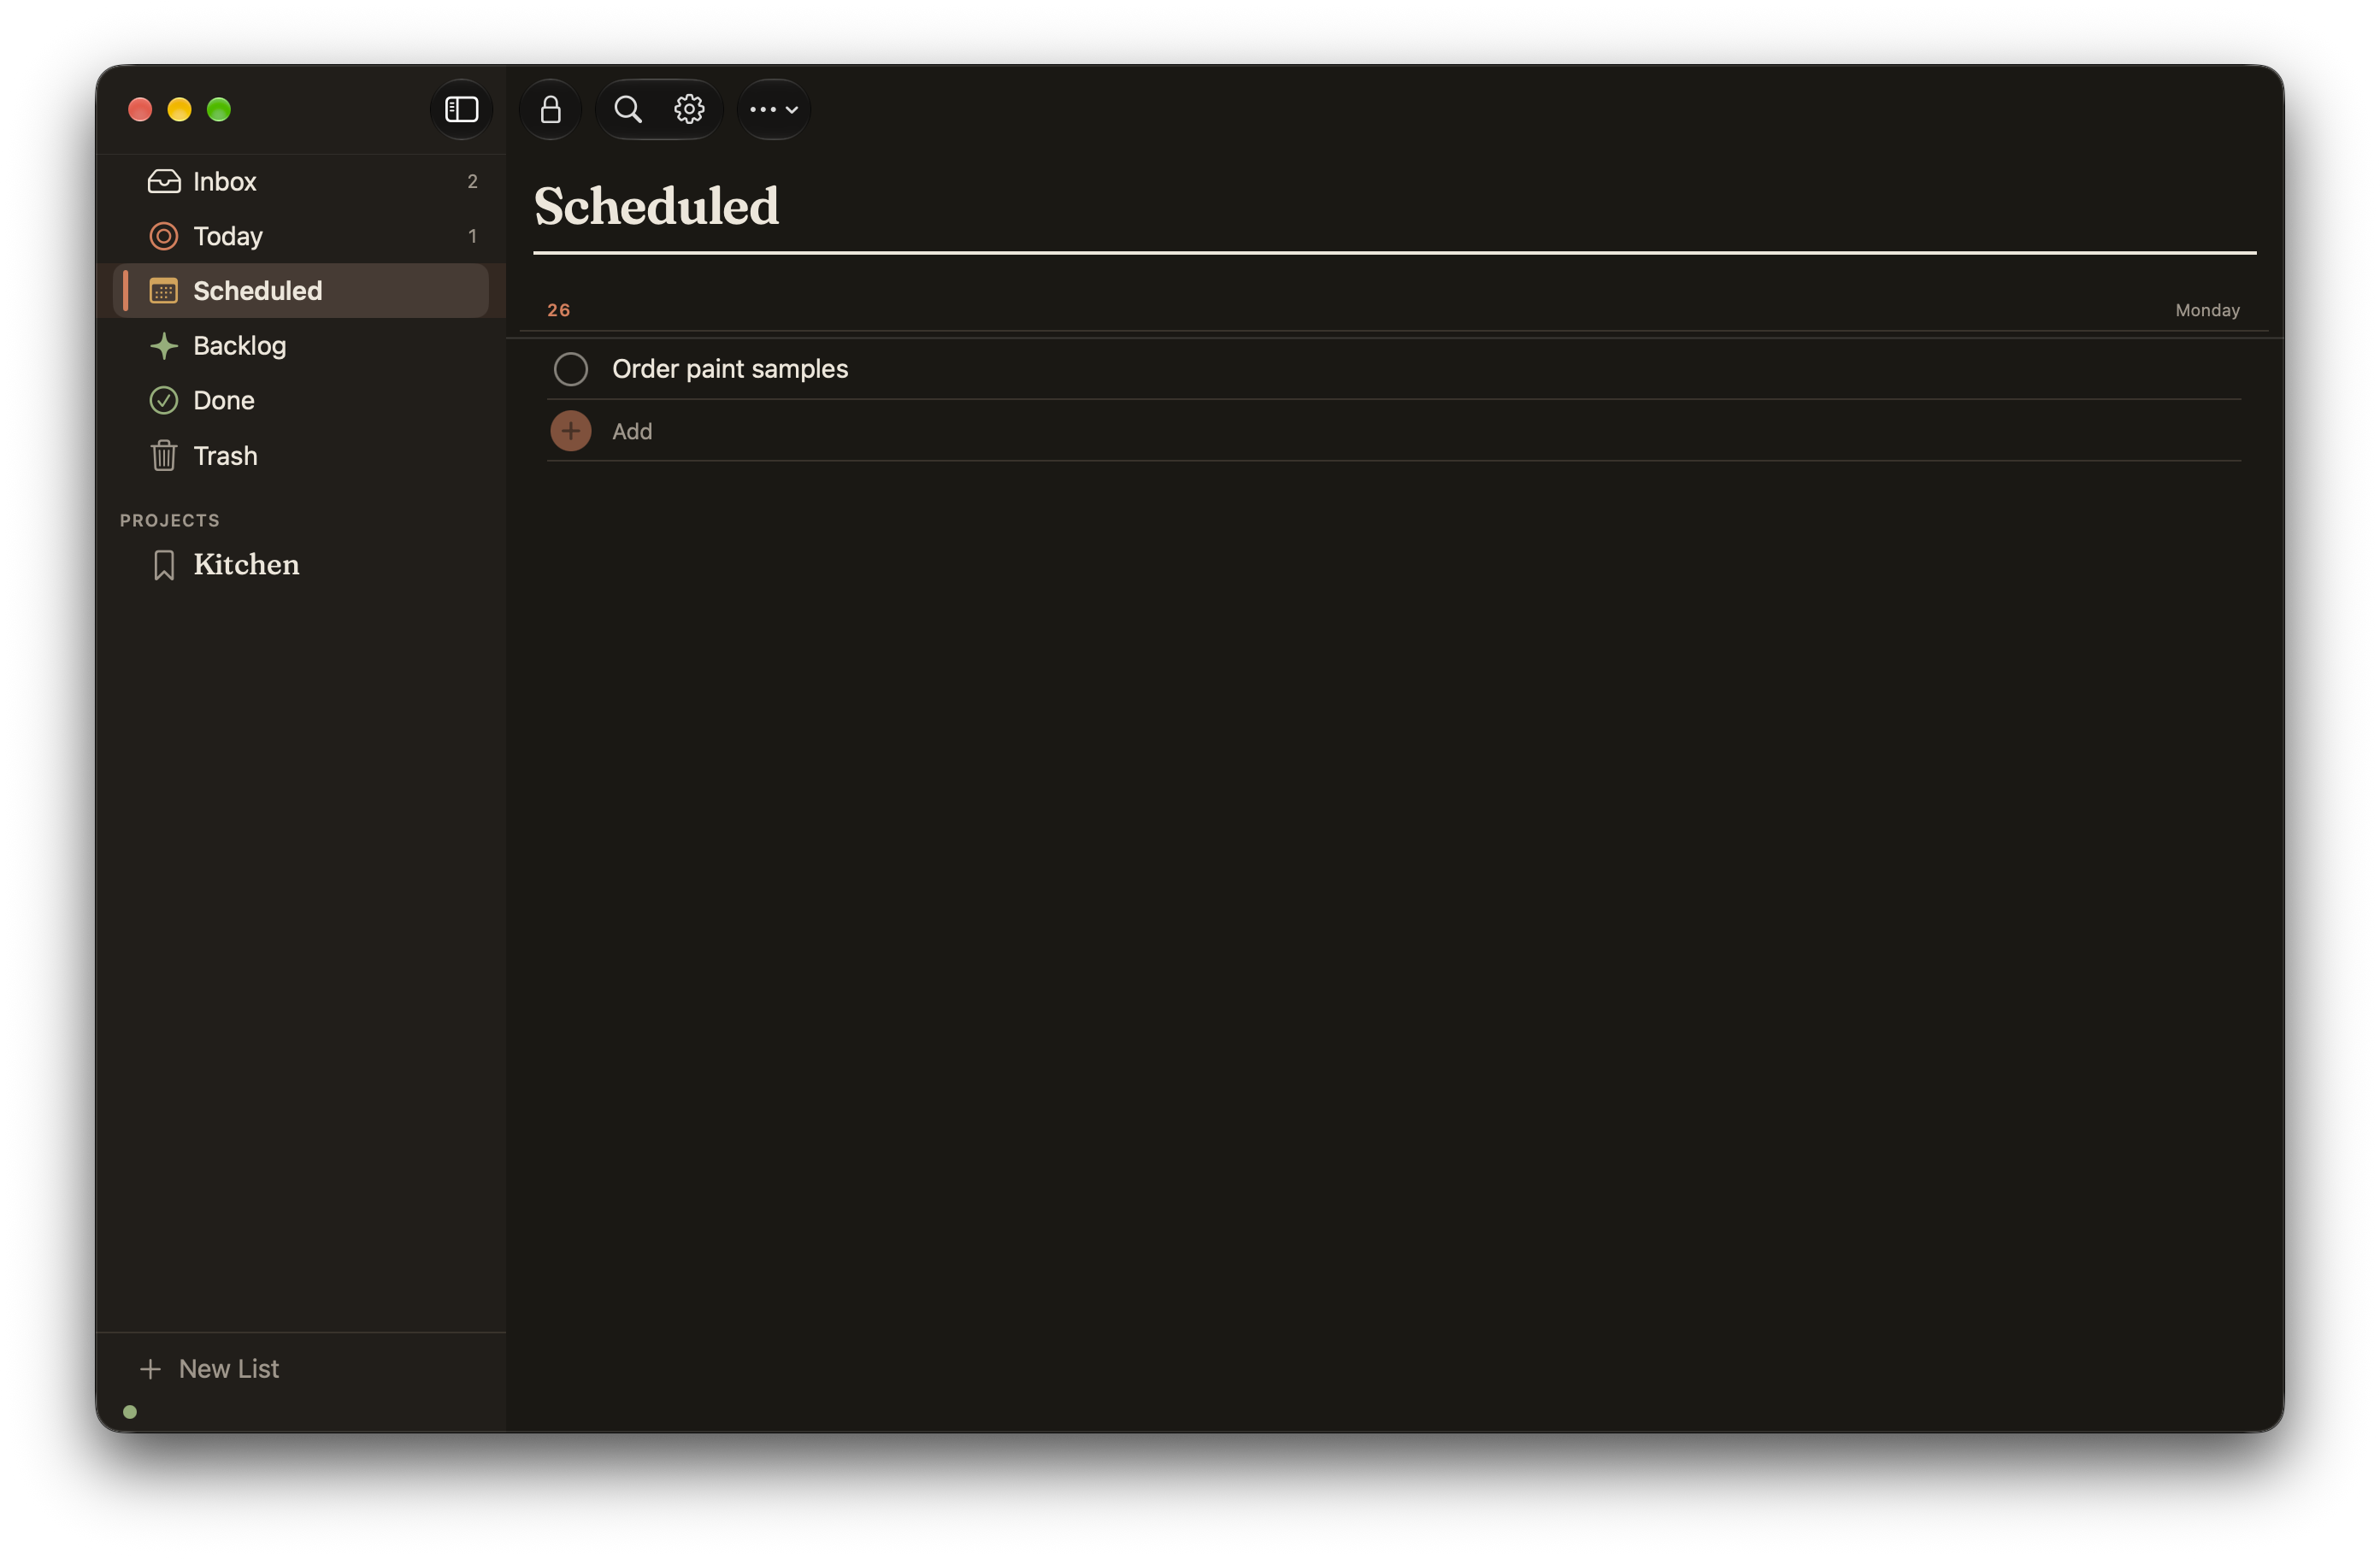 Inbox 2
Today 1
Scheduled
Backlog
Done
Trash
PROJECTS
Kitchen
New List
Scheduled
26 Monday
Order paint samples
Add